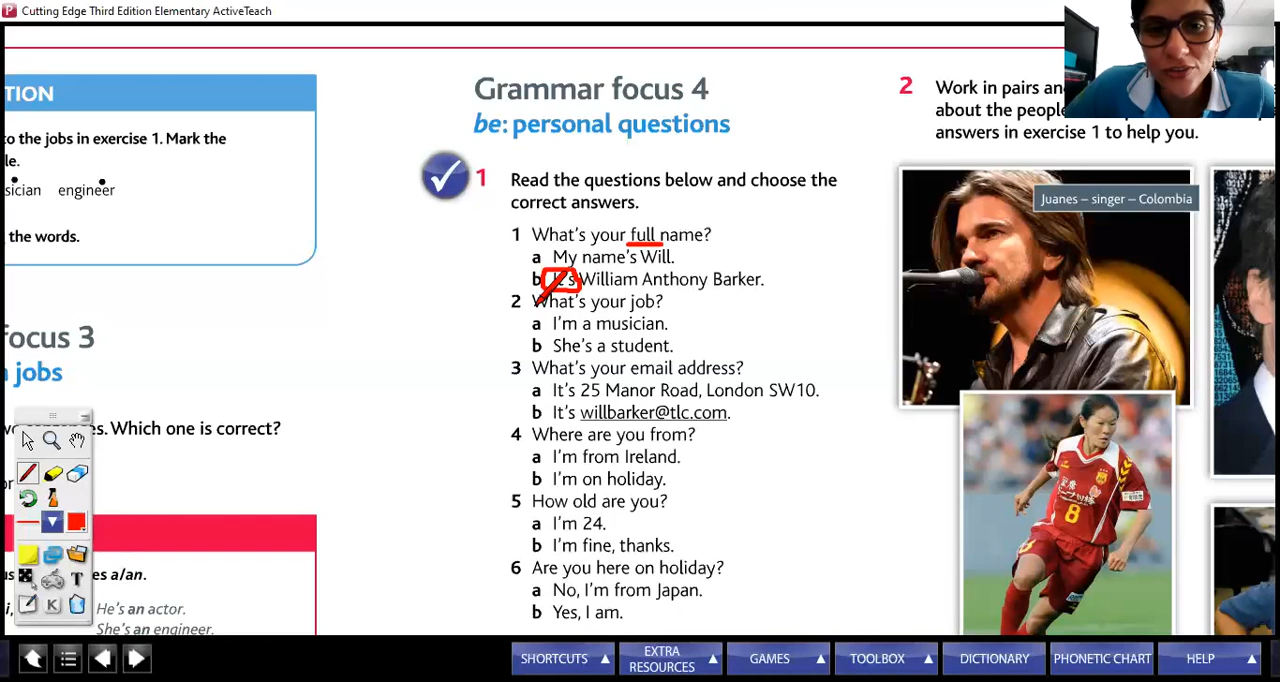 Cutting Edge Third Edition Elementary ActiveTeach
TION
to the jobs in exercise 1. Mark the
le.
sician engineer
the words.
focus 3
jobs
es. Which one is correct?
or
es a/an.
He's an actor.
She's an engineer.
Grammar focus 4
be: personal questions
1 Read the questions below and choose the
correct answers.
1 What's your full name?
a My name's Will.
b It's William Anthony Barker.
2 What's your job?
a I'm a musician.
b She's a student.
3 What's your email address?
a It's 25 Manor Road, London SW10.
b It's willbarker@tlc.com.
4 Where are you from?
a I'm from Ireland.
b I'm on holiday.
5 How old are you?
a I'm 24.
b I'm fine, thanks.
6 Are you here on holiday?
a No, I'm from Japan.
b Yes, I am.
2 Work in pairs an
about the people
answers in exercise 1 to help you.
Juanes – singer – Colombia
8
T
K
SHORTCUTS
EXTRA
RESOURCES
GAMES
TOOLBOX
DICTIONARY
PHONETIC CHART
HELP